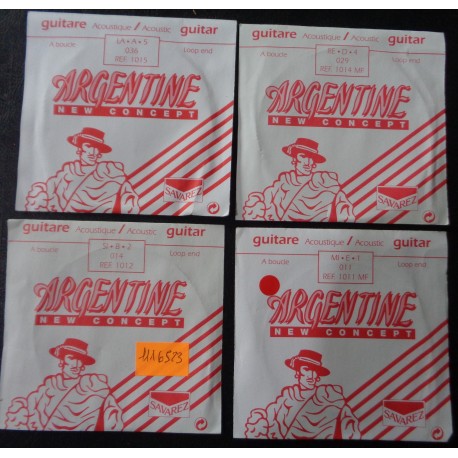 guitare Acoustique / Acoustic guitar
LA • A • 5
A boucle 036 Loop end
REF. 1015
ARGENTINE
NEW CONCEPT
SAVAREZ
guitare Acoustique / Acoustic guitar
RE • D • 4
A boucle 029 Loop end
REF. 1014 MF
ARGENTINE
NEW CONCEPT
SAVAREZ
guitare Acoustique / Acoustic guitar
SI • B • 2
A boucle 014 Loop end
REF. 1012
ARGENTINE
NEW CONCEPT
1116523
SAVAREZ
guitare Acoustique / Acoustic guitar
MI • E • 1
A boucle 011 Loop end
REF. 1011 MF
ARGENTINE
NEW CONCEPT
SAVAREZ